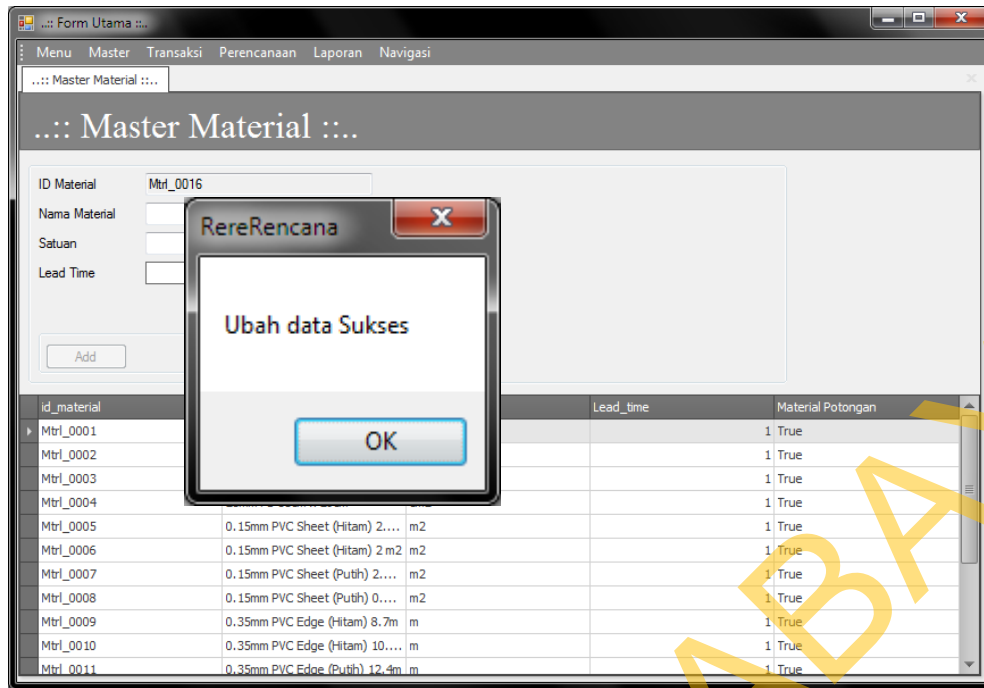 ..:: Form Utama ::..
Menu Master Transaksi Perencanaan Laporan Navigasi
..:: Master Material ::..
..:: Master Material ::..
ID Material Mtrl_0016
Nama Material
Satuan
Lead Time
Add
RereRencana
Ubah data Sukses
OK
id_material Lead_time Material Potongan
Mtrl_0001 1 True
Mtrl_0002 1 True
Mtrl_0003 1 True
Mtrl_0004 1 True
Mtrl_0005 0.15mm PVC Sheet (Hitam) 2.... m2 1 True
Mtrl_0006 0.15mm PVC Sheet (Hitam) 2 m2 m2 1 True
Mtrl_0007 0.15mm PVC Sheet (Putih) 2.... m2 1 True
Mtrl_0008 0.15mm PVC Sheet (Putih) 0.... m2 1 True
Mtrl_0009 0.35mm PVC Edge (Hitam) 8.7m m 1 True
Mtrl_0010 0.35mm PVC Edge (Hitam) 10.... m 1 True
Mtrl_0011 0.35mm PVC Edge (Putih) 12.4m m 1 True
ABA